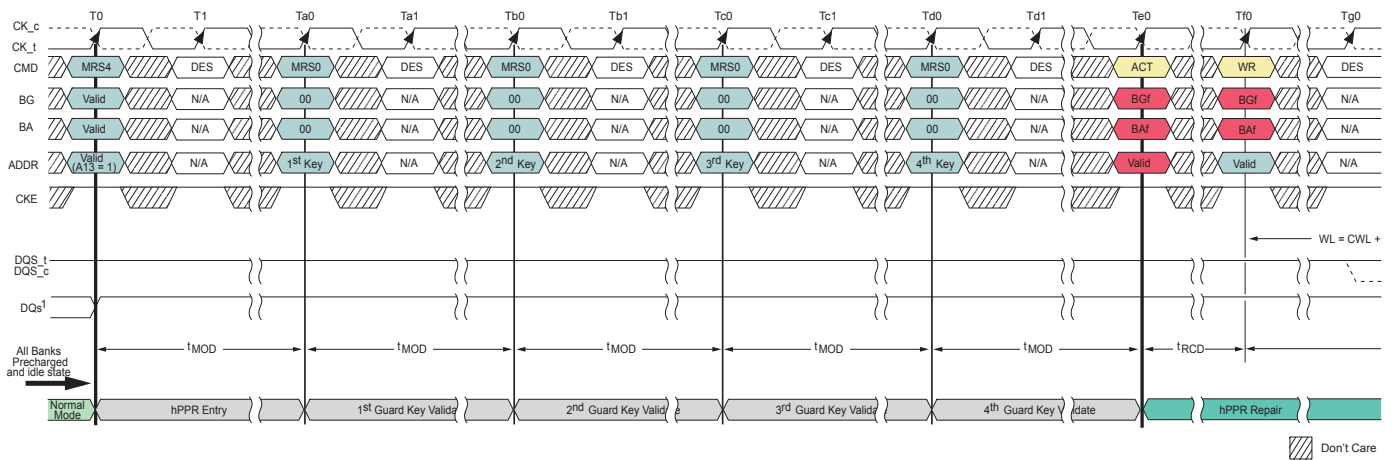 T0 T1 Ta0 Ta1 Tb0 Tb1 Tc0 Tc1 Td0 Td1 Te0 Tf0 Tg0
CK_c
CK_t
CMD MRS4 DES MRS0 DES MRS0 DES MRS0 DES MRS0 DES ACT WR DES
BG Valid N/A 00 N/A 00 N/A 00 N/A 00 N/A BGf BGf N/A
BA Valid N/A 00 N/A 00 N/A 00 N/A 00 N/A BAf BAf N/A
ADDR Valid (A13 = 1) N/A 1st Key N/A 2nd Key N/A 3rd Key N/A 4th Key N/A Valid Valid N/A
CKE
WL = CWL +
DQS_t
DQS_c
DQs1
All Banks
Precharged
and idle state
tMOD tMOD tMOD tMOD tMOD tRCD
Normal
Mode
hPPR Entry 1st Guard Key Valida 2nd Guard Key Valid e 3rd Guard Key Valida 4th Guard Key V idate hPPR Repair
Don't Care